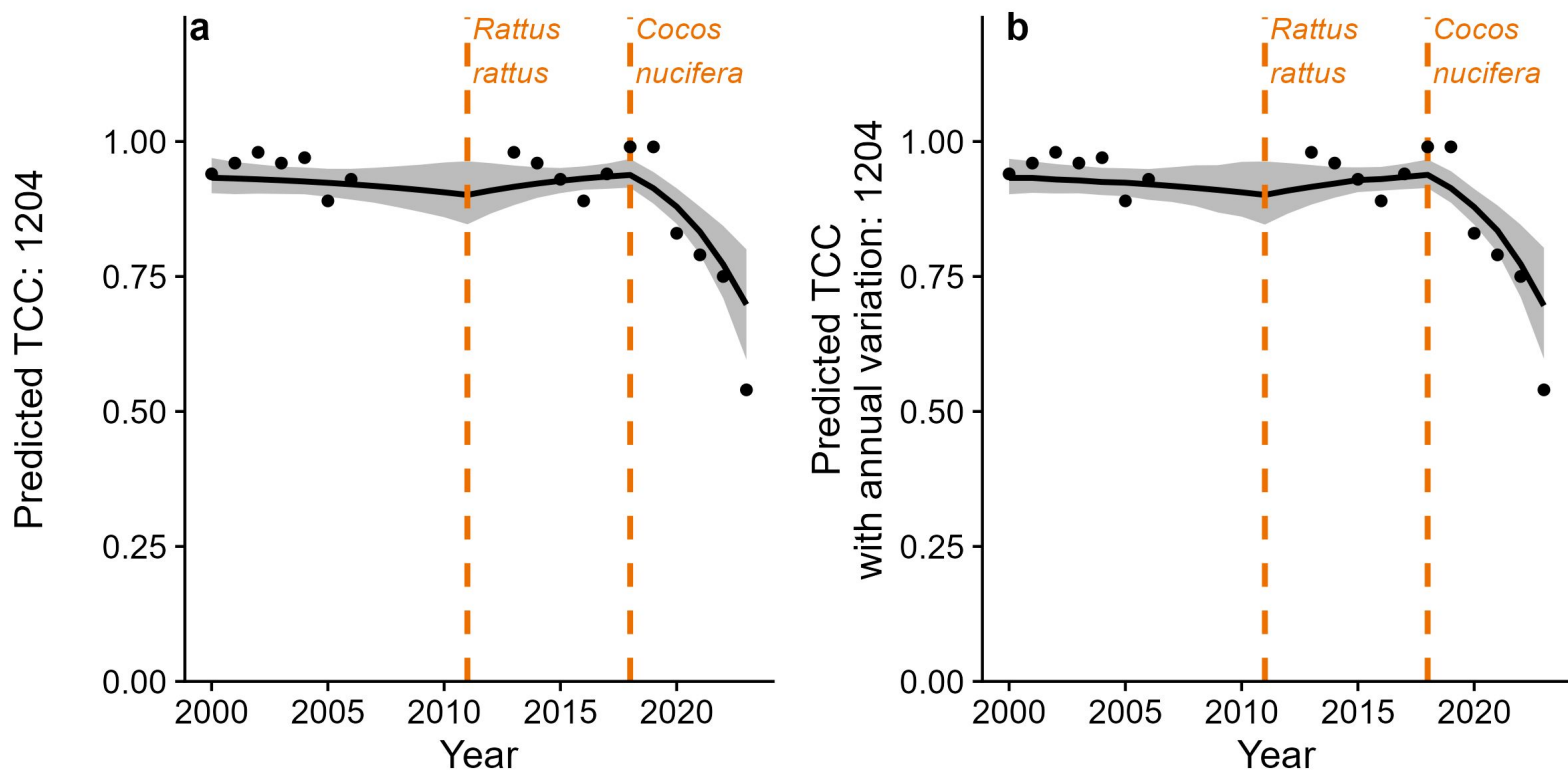 a
Rattus
rattus
Cocos
nucifera
Predicted TCC: 1204
1.00
0.75
0.50
0.25
0.00
2000
2005
2010
2015
2020
Year
b
Rattus
rattus
Cocos
nucifera
Predicted TCC
with annual variation: 1204
1.00
0.75
0.50
0.25
0.00
2000
2005
2010
2015
2020
Year